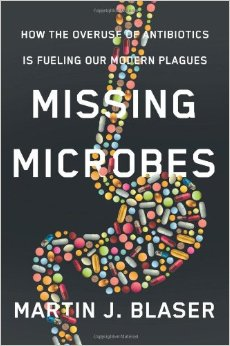 HOW THE OVERUSE OF ANTIBIOTICS
IS FUELING OUR MODERN PLAGUES
MISSING
MICROBES
MARTIN J. BLASER